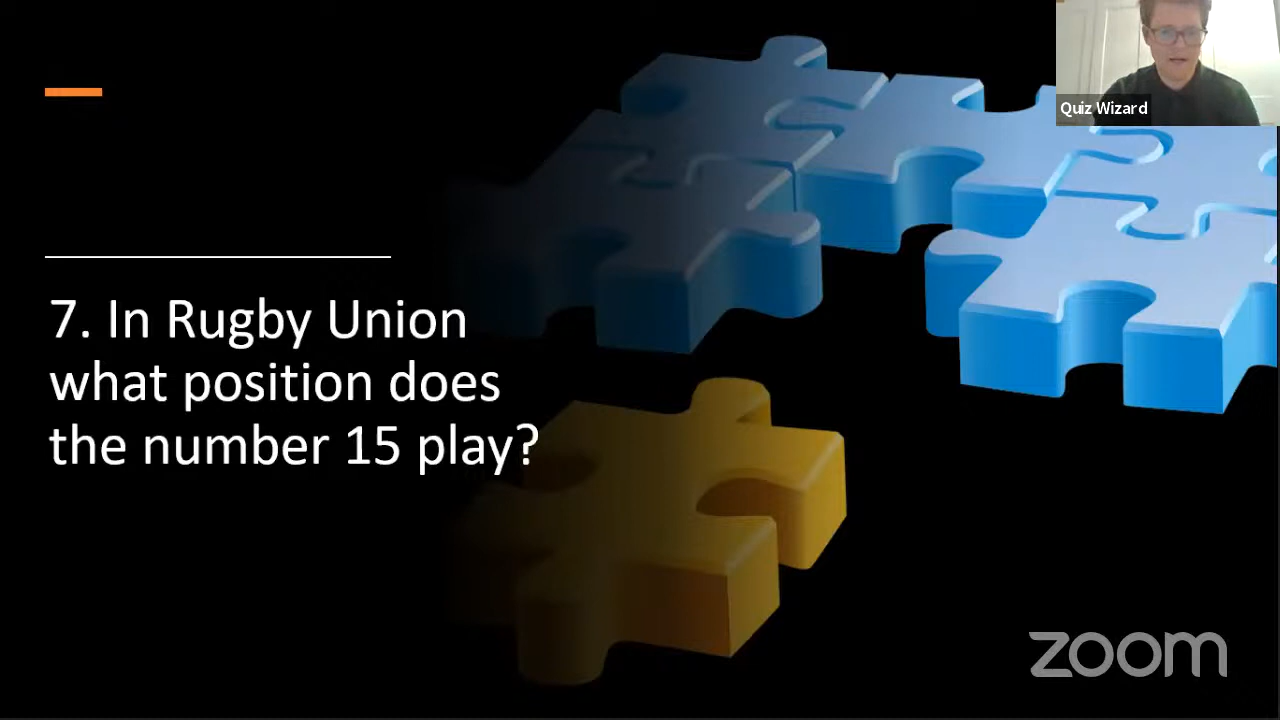 Quiz Wizard
7. In Rugby Union
what position does
the number 15 play?
zoom